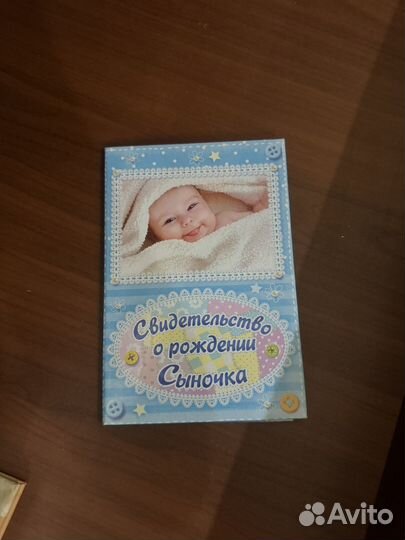 Свидетельство
о рождении
Сыночка
Avito